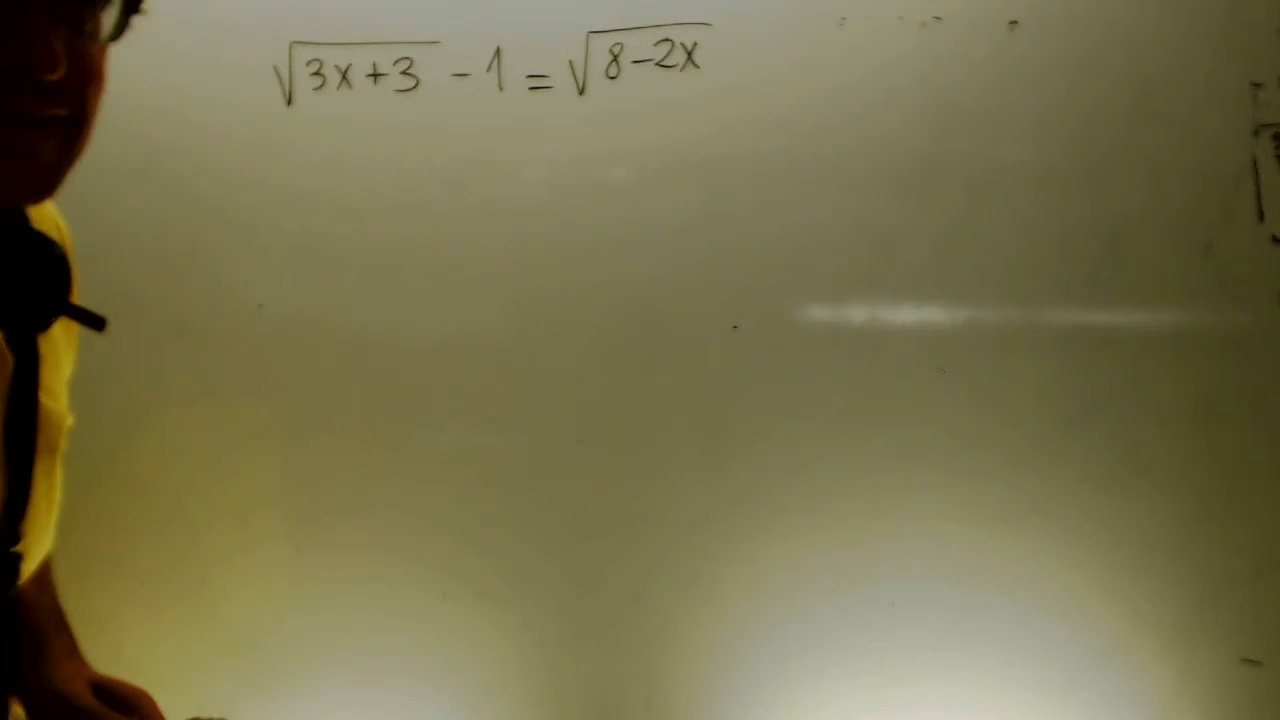 √(3x+3) - 1 = √(8-2x)